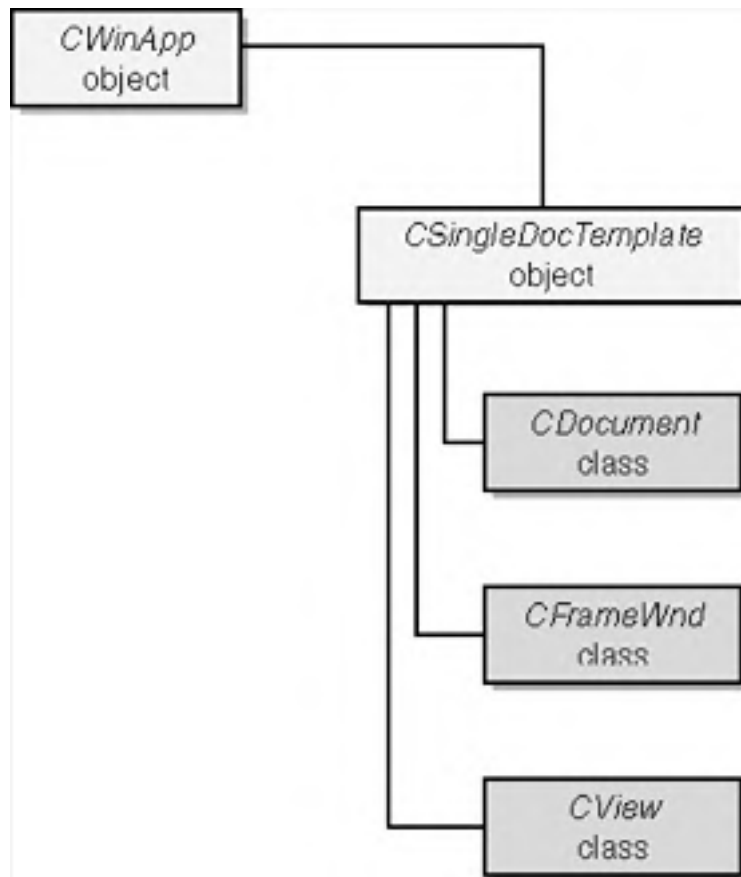 CWinApp
object
CSingleDocTemplate
object
CDocument
class
CFrameWnd
class
CView
class